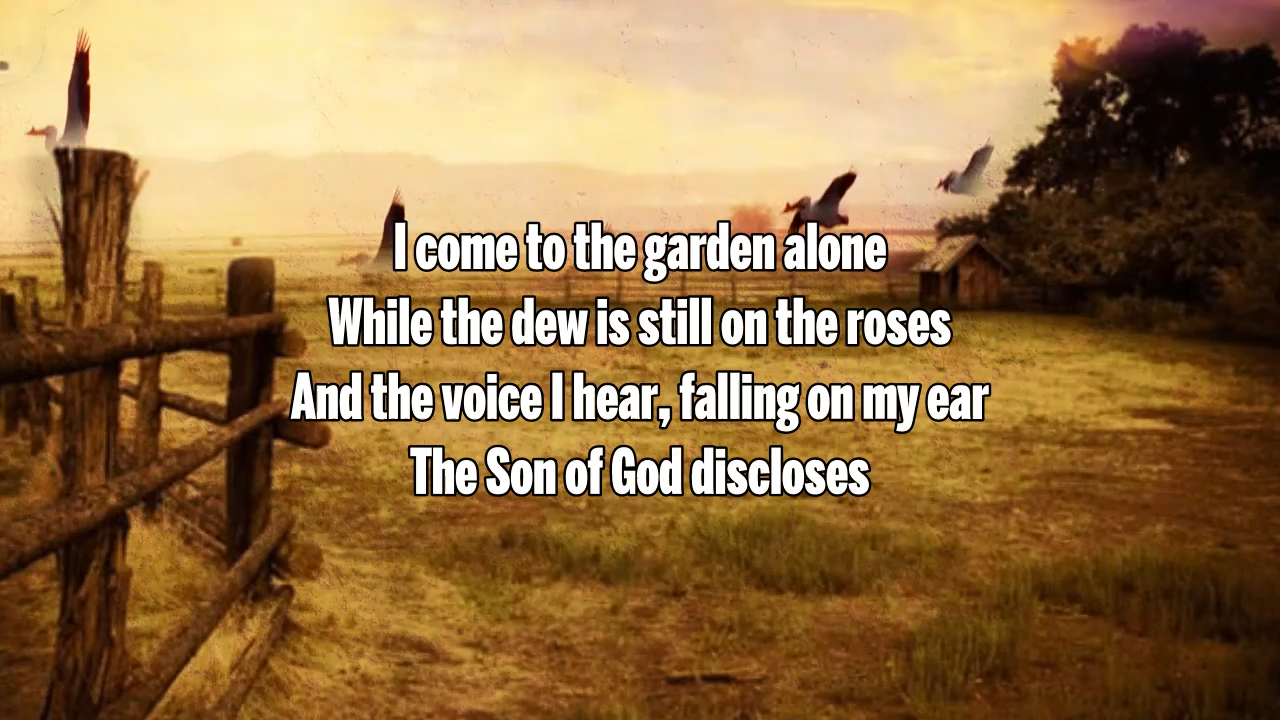 I come to the garden alone
While the dew is still on the roses
And the voice I hear, falling on my ear
The Son of God discloses